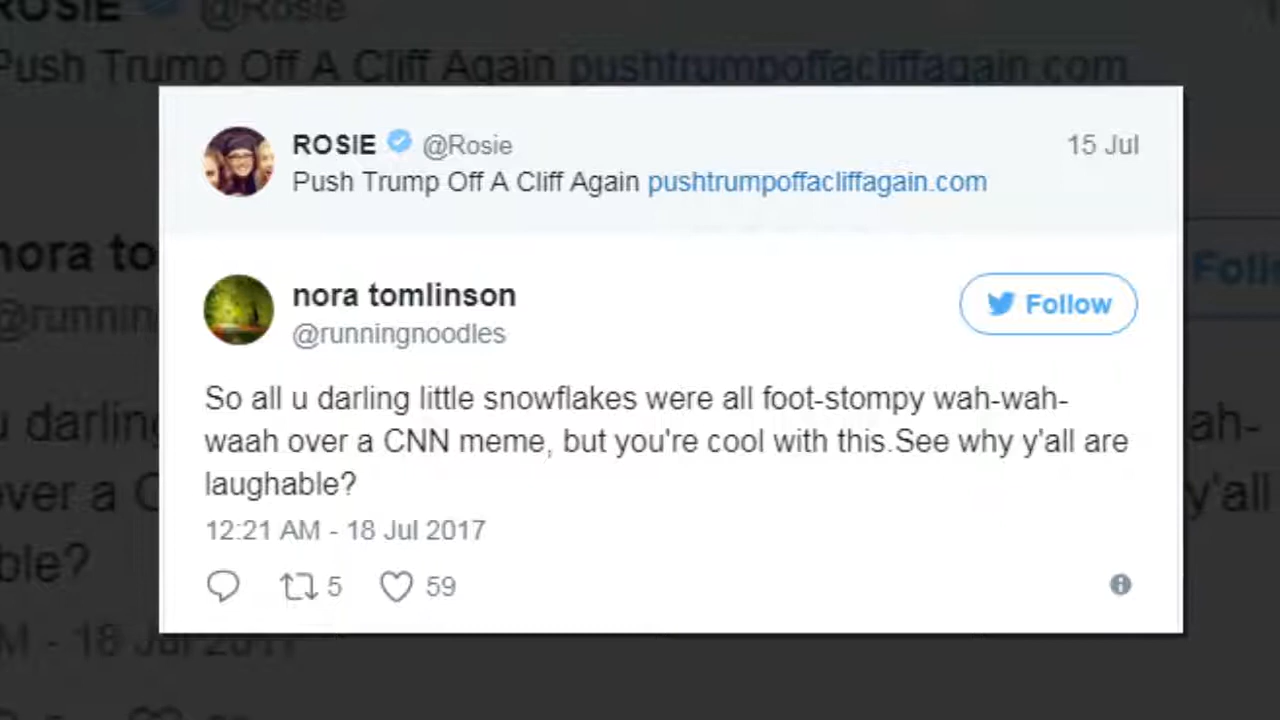 ROSIE @Rosie
Push Trump Off A Cliff Again pushtrumpoffacliffagain.com
ROSIE @Rosie 15 Jul
Push Trump Off A Cliff Again pushtrumpoffacliffagain.com
nora to
nora tomlinson
Follow
@runnin
@runningnoodles
So all u darling little snowflakes were all foot-stompy wah-wah-
waah over a CNN meme, but you're cool with this.See why y'all are
laughable?
12:21 AM - 18 Jul 2017
5 59